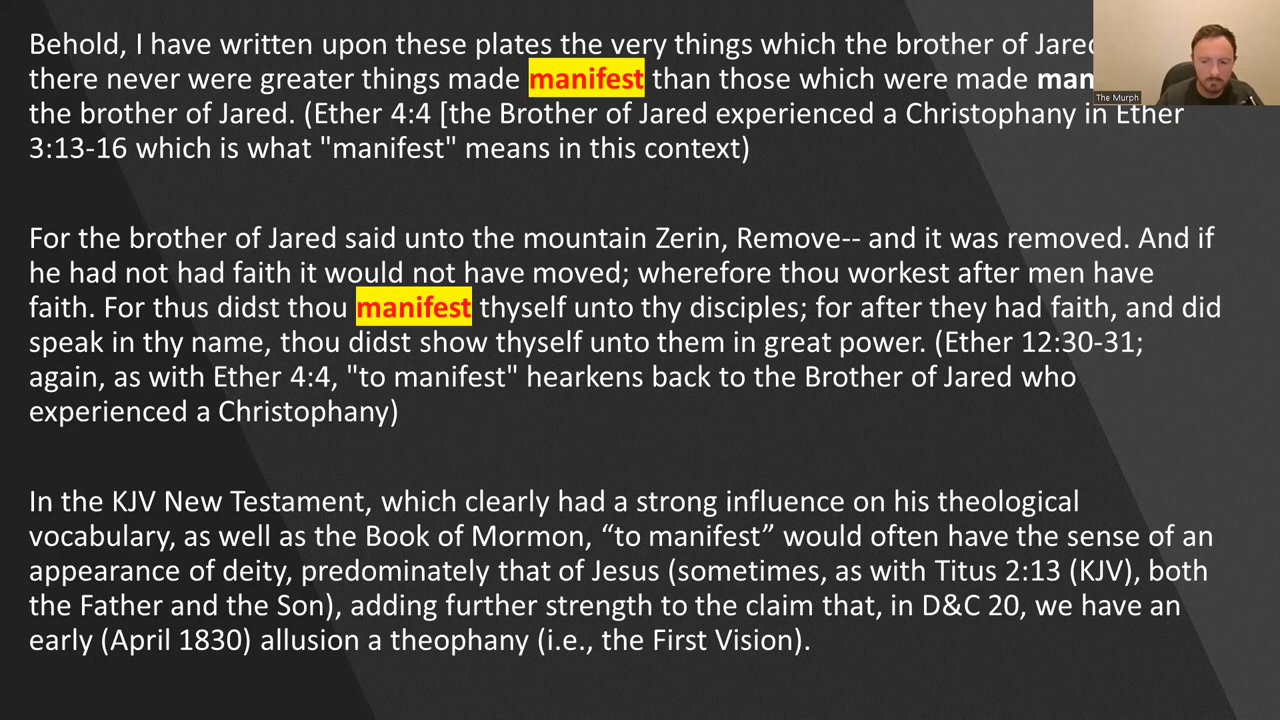 Behold, I have written upon these plates the very things which the brother of
there never were greater things made manifest than those which were made
the brother of Jared. (Ether 4:4 [the Brother of Jared experienced a Christophany in Ether
3:13-16 which is what "manifest" means in this context)
For the brother of Jared said unto the mountain Zerin, Remove-- and it was removed. And if
he had not had faith it would not have moved; wherefore thou workest after men have
faith. For thus didst thou manifest thyself unto thy disciples; for after they had faith, and did
speak in thy name, thou didst show thyself unto them in great power. (Ether 12:30-31;
again, as with Ether 4:4, "to manifest" hearkens back to the Brother of Jared who
experienced a Christophany)
In the KJV New Testament, which clearly had a strong influence on his theological
vocabulary, as well as the Book of Mormon, “to manifest” would often have the sense of an
appearance of deity, predominately that of Jesus (sometimes, as with Titus 2:13 (KJV), both
the Father and the Son), adding further strength to the claim that, in D&C 20, we have an
early (April 1830) allusion a theophany (i.e., the First Vision).
The Murph